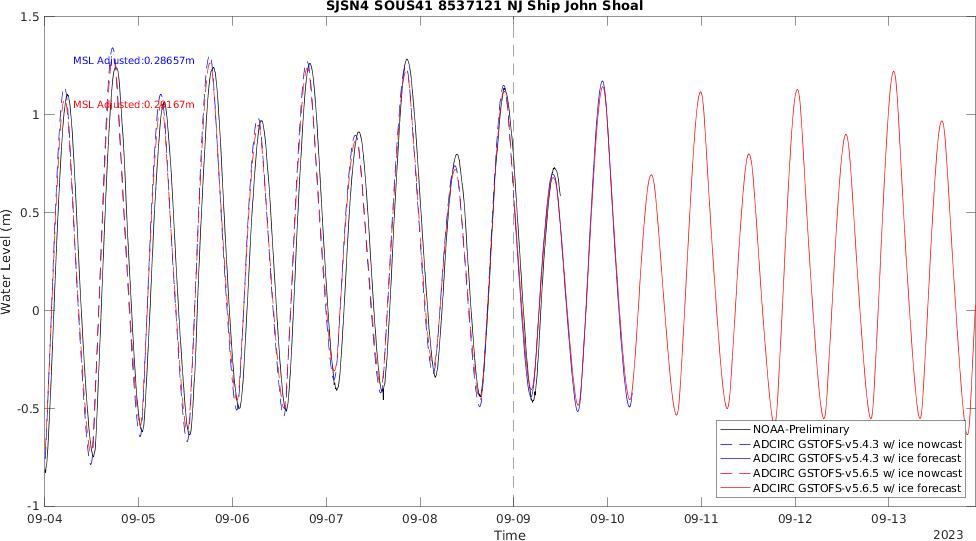 SJSN4 SOUS41 8537121 NJ Ship John Shoal
1.5
1
0.5
0
-0.5
-1
Water Level (m)
MSL Adjusted:0.28657m
MSL Adjusted:0.2 167m
NOAA-Preliminary
ADCIRC GSTOFS-v5.4.3 w/ ice nowcast
ADCIRC GSTOFS-v5.4.3 w/ ice forecast
ADCIRC GSTOFS-v5.6.5 w/ ice nowcast
ADCIRC GSTOFS-v5.6.5 w/ ice forecast
09-04 09-05 09-06 09-07 09-08 09-09 09-10 09-11 09-12 09-13
Time
2023